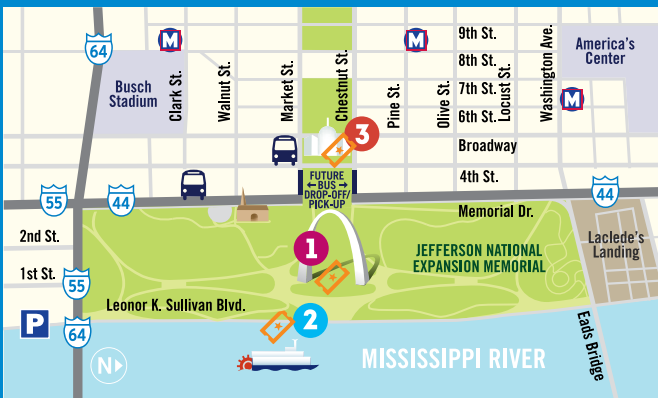 64
M
Busch
Stadium
Clark St.
Walnut St.
Market St.
Chestnut St.
Pine St.
M
Olive St.
9th St.
8th St.
7th St.
6th St.
Locust St.
Washington Ave.
America's
Center
M
Broadway
4th St.
3
FUTURE
← BUS →
DROP-OFF/
PICK-UP
55
44
44
Memorial Dr.
2nd St.
1st St.
1
JEFFERSON NATIONAL
EXPANSION MEMORIAL
Laclede's
Landing
55
Leonor K. Sullivan Blvd.
P
64
2
N
MISSISSIPPI RIVER
Eads Bridge